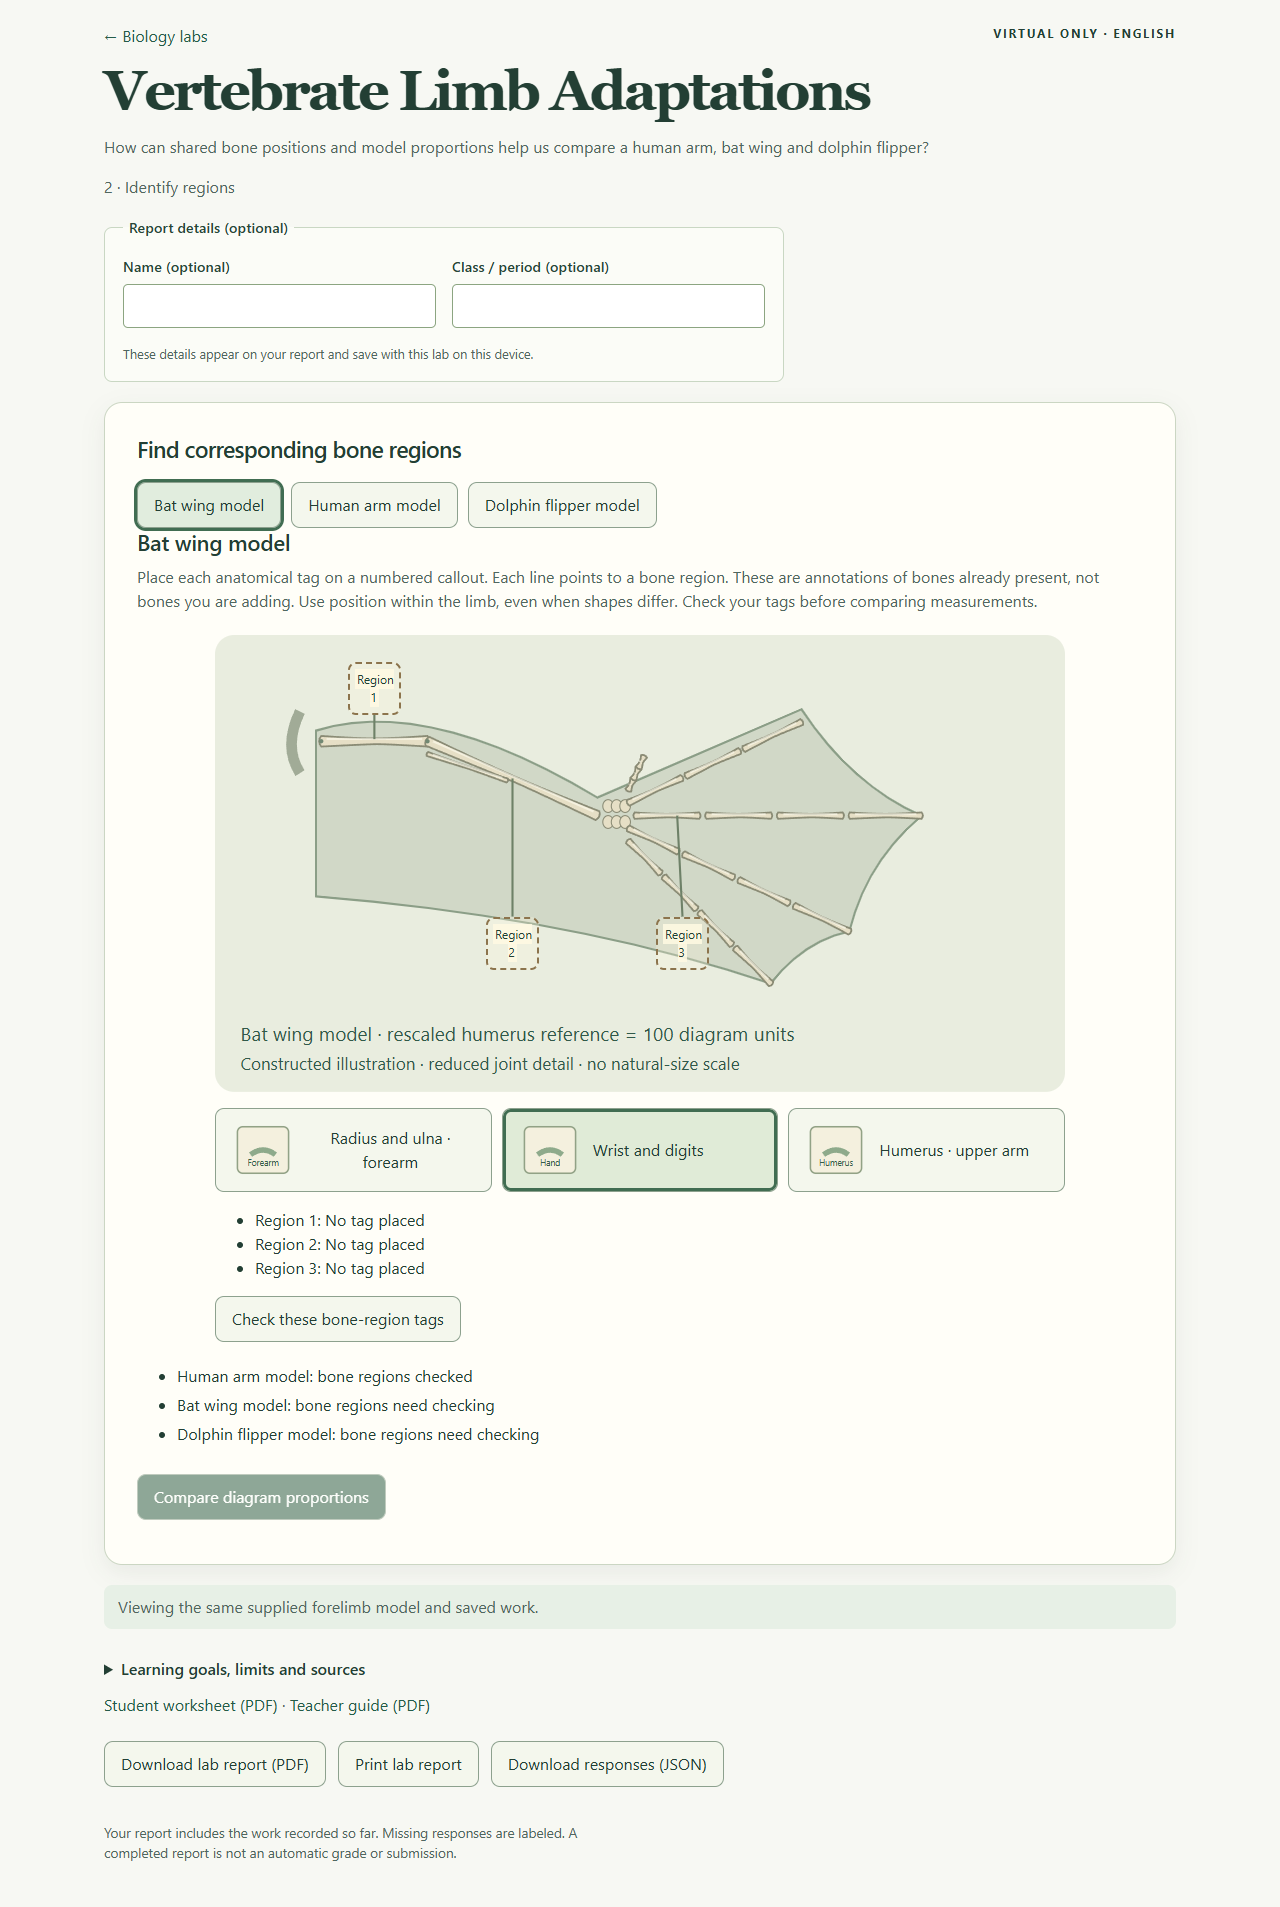 ← Biology labs
VIRTUAL ONLY · ENGLISH
Vertebrate Limb Adaptations
How can shared bone positions and model proportions help us compare a human arm, bat wing and dolphin flipper?
2 · Identify regions
Report details (optional)
Name (optional)
Class / period (optional)
These details appear on your report and save with this lab on this device.
Find corresponding bone regions
Bat wing model
Human arm model
Dolphin flipper model
Bat wing model
Place each anatomical tag on a numbered callout. Each line points to a bone region. These are annotations of bones already present, not
bones you are adding. Use position within the limb, even when shapes differ. Check your tags before comparing measurements.
Region
1
Region
2
Region
3
Bat wing model · rescaled humerus reference = 100 diagram units
Constructed illustration · reduced joint detail · no natural-size scale
Forearm
Radius and ulna ·
forearm
Hand
Wrist and digits
Humerus
Humerus · upper arm
• Region 1: No tag placed
• Region 2: No tag placed
• Region 3: No tag placed
Check these bone-region tags
• Human arm model: bone regions checked
• Bat wing model: bone regions need checking
• Dolphin flipper model: bone regions need checking
Compare diagram proportions
Viewing the same supplied forelimb model and saved work.
▶ Learning goals, limits and sources
Student worksheet (PDF) · Teacher guide (PDF)
Download lab report (PDF)
Print lab report
Download responses (JSON)
Your report includes the work recorded so far. Missing responses are labeled. A
completed report is not an automatic grade or submission.